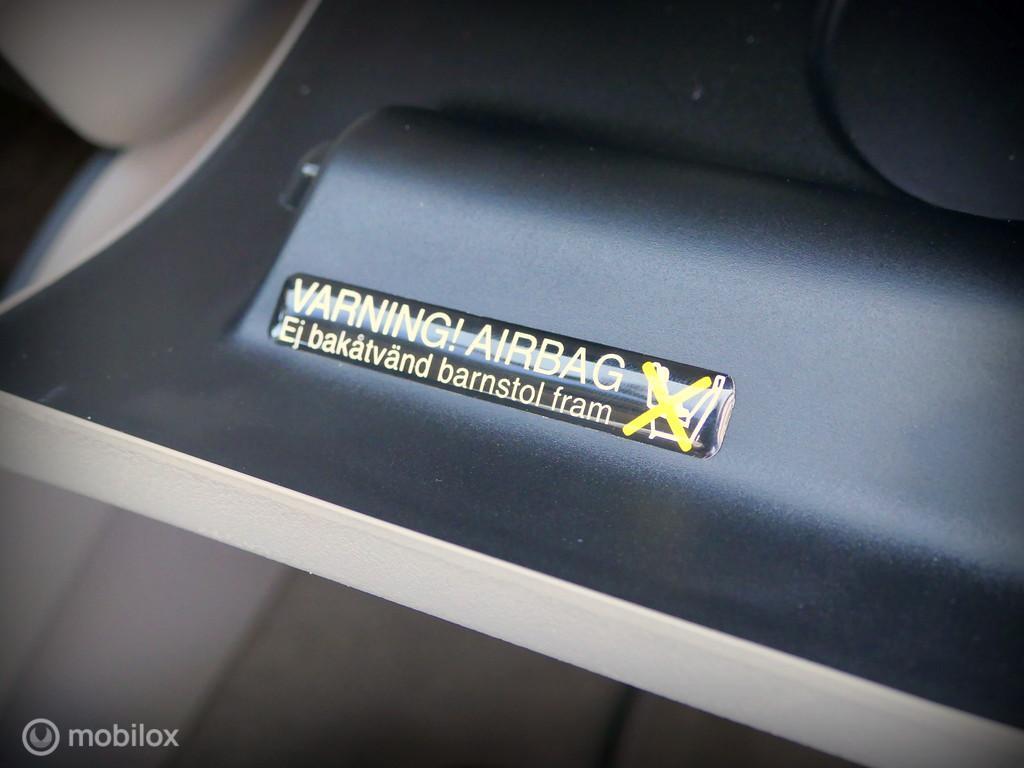 VARNING! AIRBAG
Ej bakåtvänd barnstol fram
mobilox